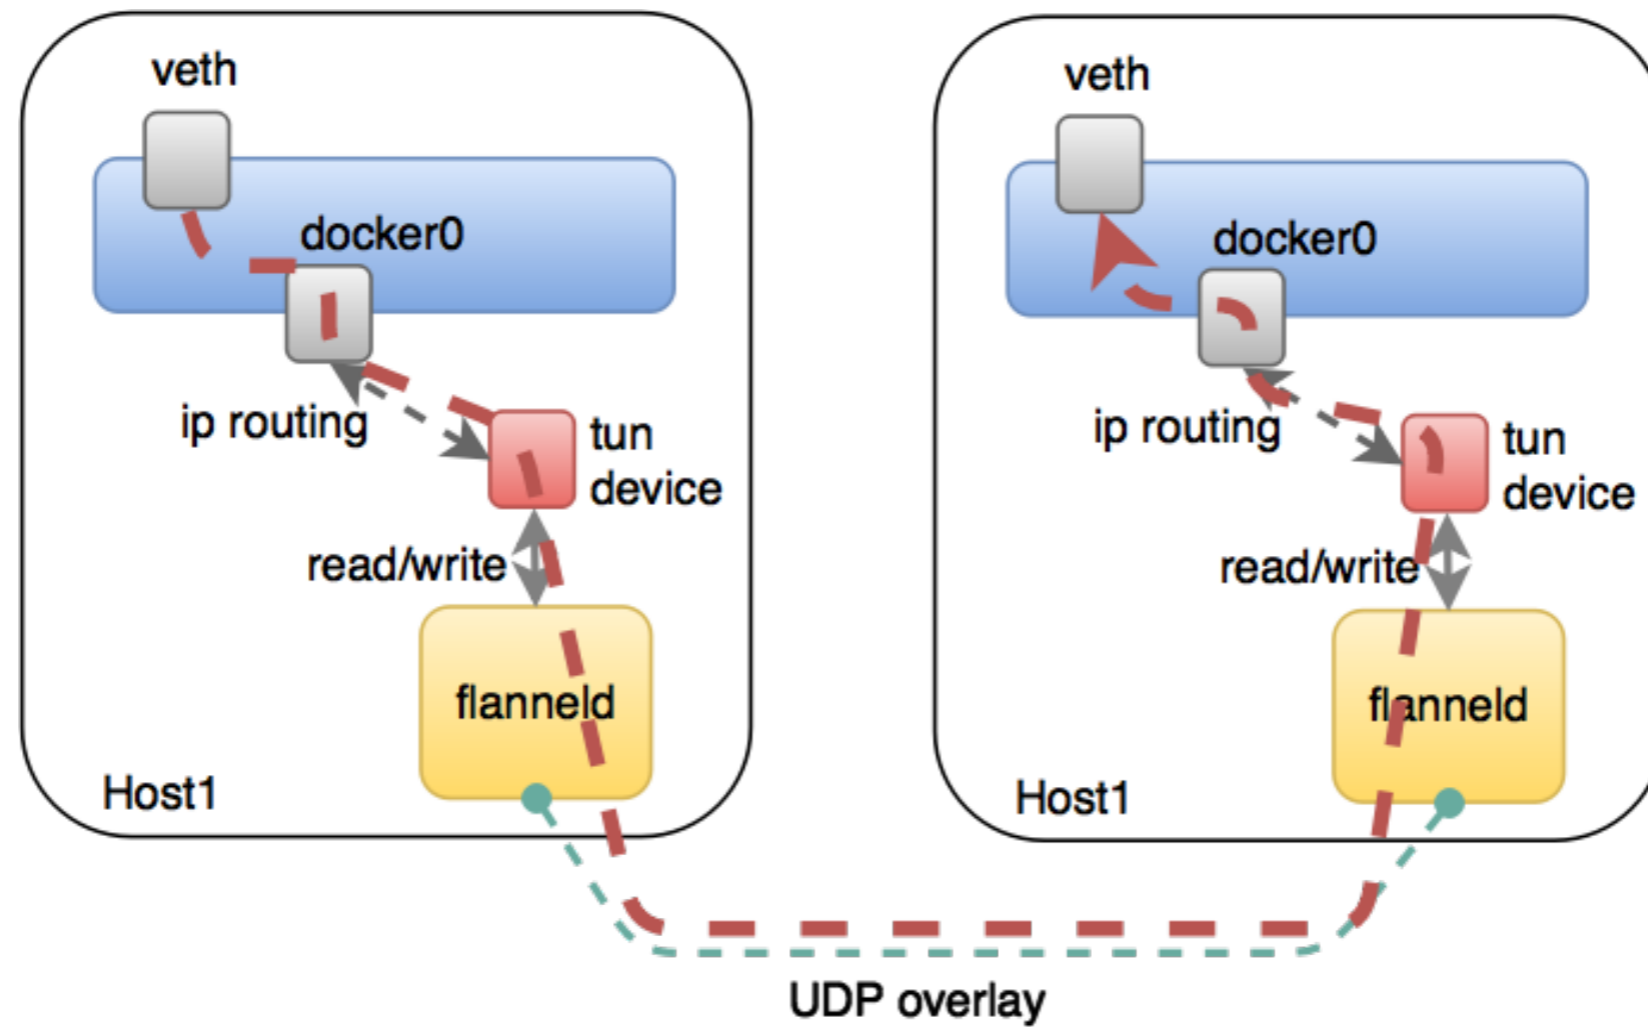 veth
docker0
ip routing
tun
device
read/write
flanneld
Host1
veth
docker0
ip routing
tun
device
read/write
flanneld
Host1
UDP overlay